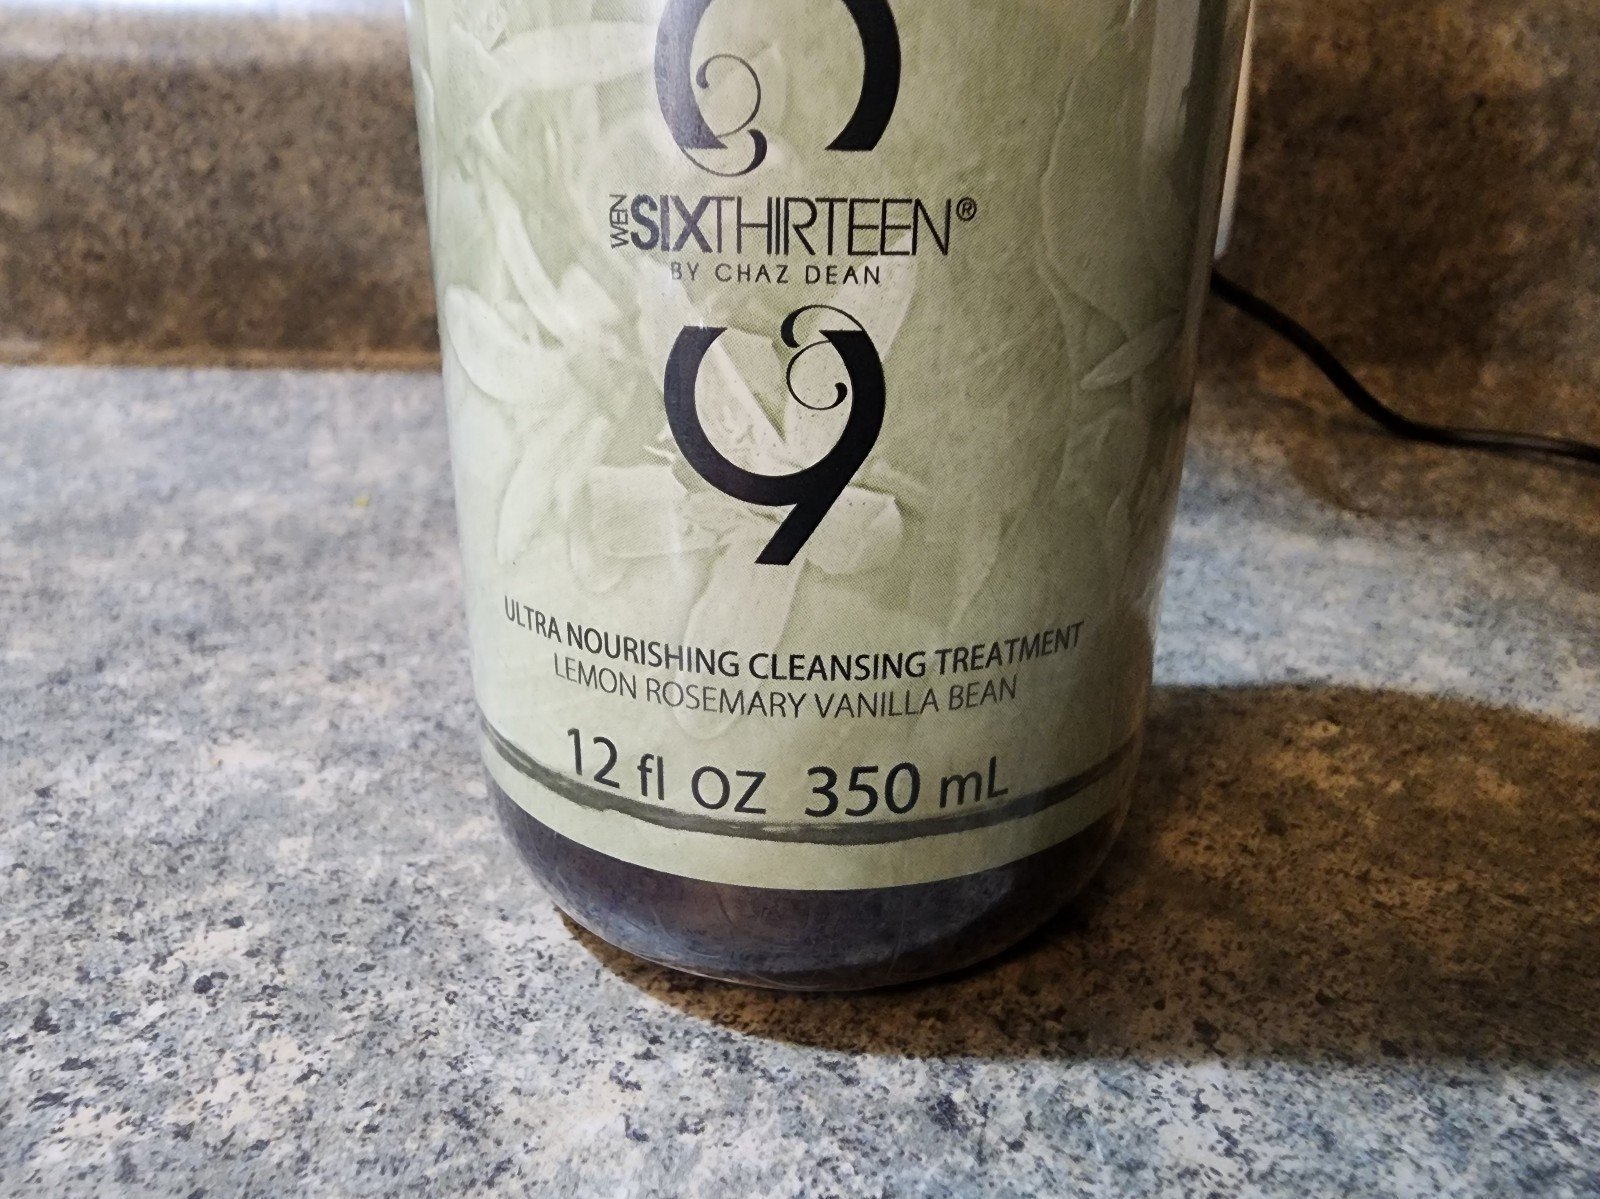 WEN SIXTHIRTEEN®
BY CHAZ DEAN
9
ULTRA NOURISHING CLEANSING TREATMENT
LEMON ROSEMARY VANILLA BEAN
12 fl OZ 350 mL